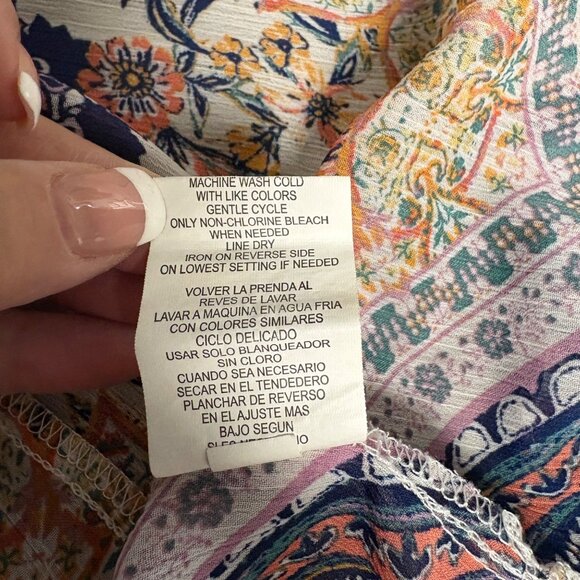 MACHINE WASH COLD
WITH LIKE COLORS
GENTLE CYCLE
ONLY NON-CHLORINE BLEACH
WHEN NEEDED
LINE DRY
IRON ON REVERSE SIDE
ON LOWEST SETTING IF NEEDED
VOLVER LA PRENDA AL
REVES DE LAVAR
LAVAR A MAQUINA EN AGUA FRIA
CON COLORES SIMILARES
CICLO DELICADO
USAR SOLO BLANQUEADOR
SIN CLORO
CUANDO SEA NECESARIO
SECAR EN EL TENDEDERO
PLANCHAR DE REVERSO
EN EL AJUSTE MAS
BAJO SEGUN